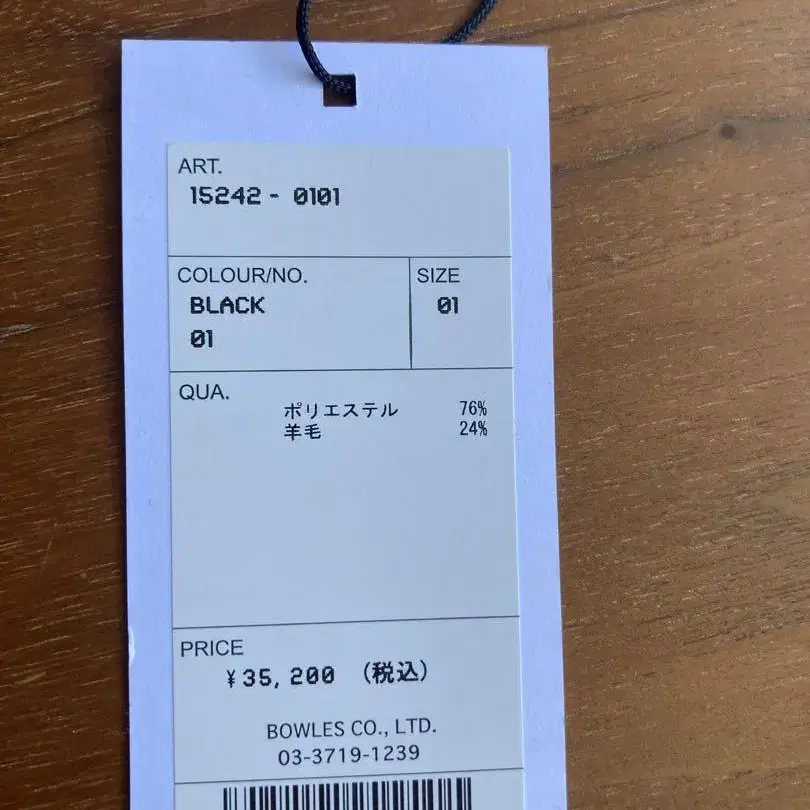 ART.
15242 - 0101
COLOUR/NO.
BLACK
01
SIZE
01
QUA.
ポリエステル 76%
羊毛 24%
PRICE
¥35,200 (税込)
BOWLES CO., LTD.
03-3719-1239